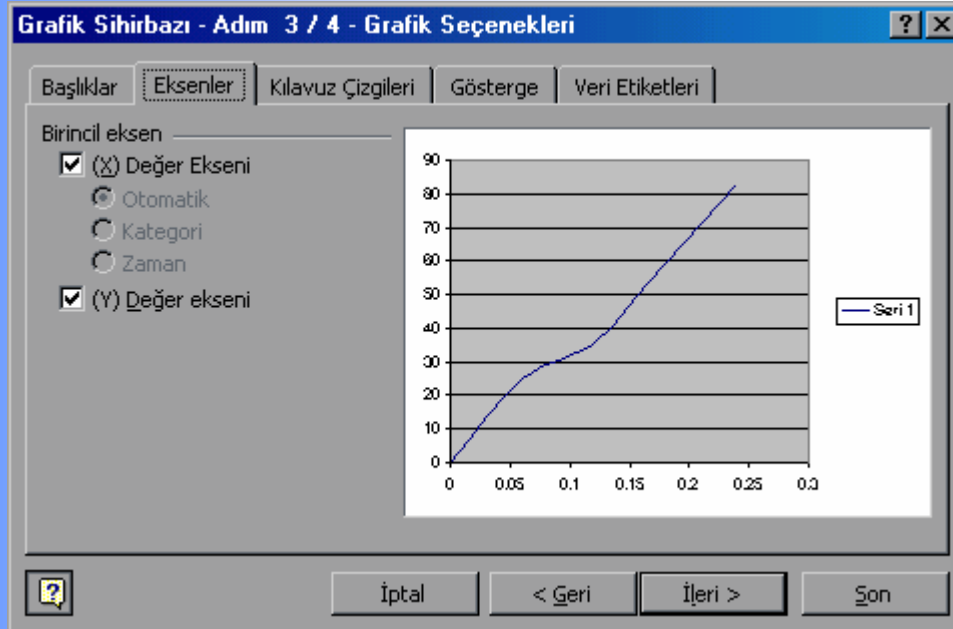 Grafik Sihirbazı - Adım 3 / 4 - Grafik Seçenekleri
Başlıklar Eksenler Kılavuz Çizgileri Gösterge Veri Etiketleri
Birincil eksen
(X) Değer Ekseni
Otomatik
Kategori
Zaman
(Y) Değer ekseni
90
80
70
60
50
40
30
20
10
0
0 0.05 0.1 0.15 0.2 0.25 0.3
Seri 1
İptal < Geri İleri > Son